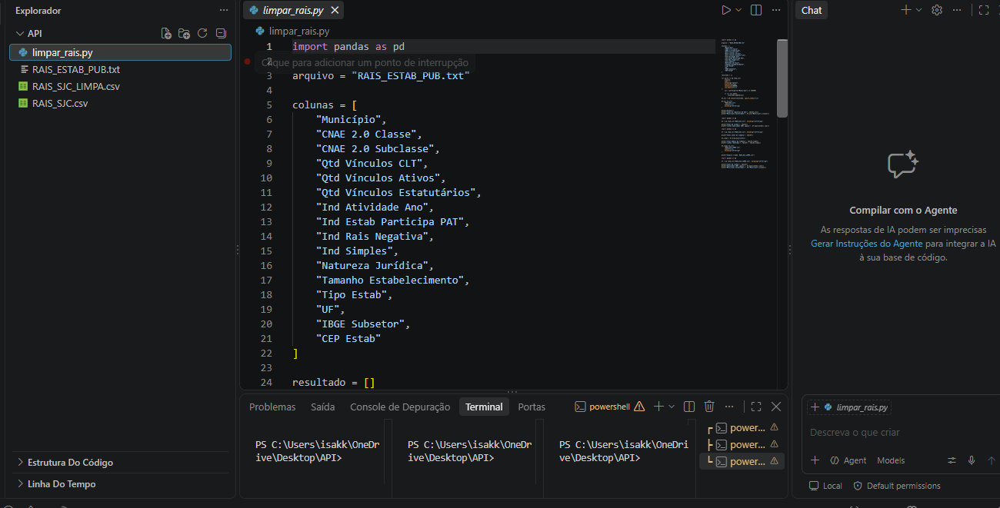 Explorador
API
limpar_rais.py
RAIS_ESTAB_PUB.txt
RAIS_SJC_LIMPA.csv
RAIS_SJC.csv
Estrutura Do Código
Linha Do Tempo
limpar_rais.py
limpar_rais.py
1 import pandas as pd
2
Clique para adicionar um ponto de interrupção
3 arquivo = "RAIS_ESTAB_PUB.txt"
4
5 colunas = [
6 "Município",
7 "CNAE 2.0 Classe",
8 "CNAE 2.0 Subclasse",
9 "Qtd Vínculos CLT",
10 "Qtd Vínculos Ativos",
11 "Qtd Vínculos Estatutários",
12 "Ind Atividade Ano",
13 "Ind Estab Participa PAT",
14 "Ind Rais Negativa",
15 "Ind Simples",
16 "Natureza Jurídica",
17 "Tamanho Estabelecimento",
18 "Tipo Estab",
19 "UF",
20 "IBGE Subsetor",
21 "CEP Estab"
22 ]
23
24 resultado = []
Problemas Saída Console de Depuração Terminal Portas powershell
PS C:\Users\isakk\OneDr
ive\Desktop\API>
PS C:\Users\isakk\OneDr
ive\Desktop\API>
PS C:\Users\isakk\OneDri
ve\Desktop\API>
power...
power...
power...
Chat
Compilar com o Agente
As respostas de IA podem ser imprecisas
Gerar Instruções do Agente para integrar a IA
à sua base de código.
limpar_rais.py
Descreve o que criar
Agent Models
Local Default permissions